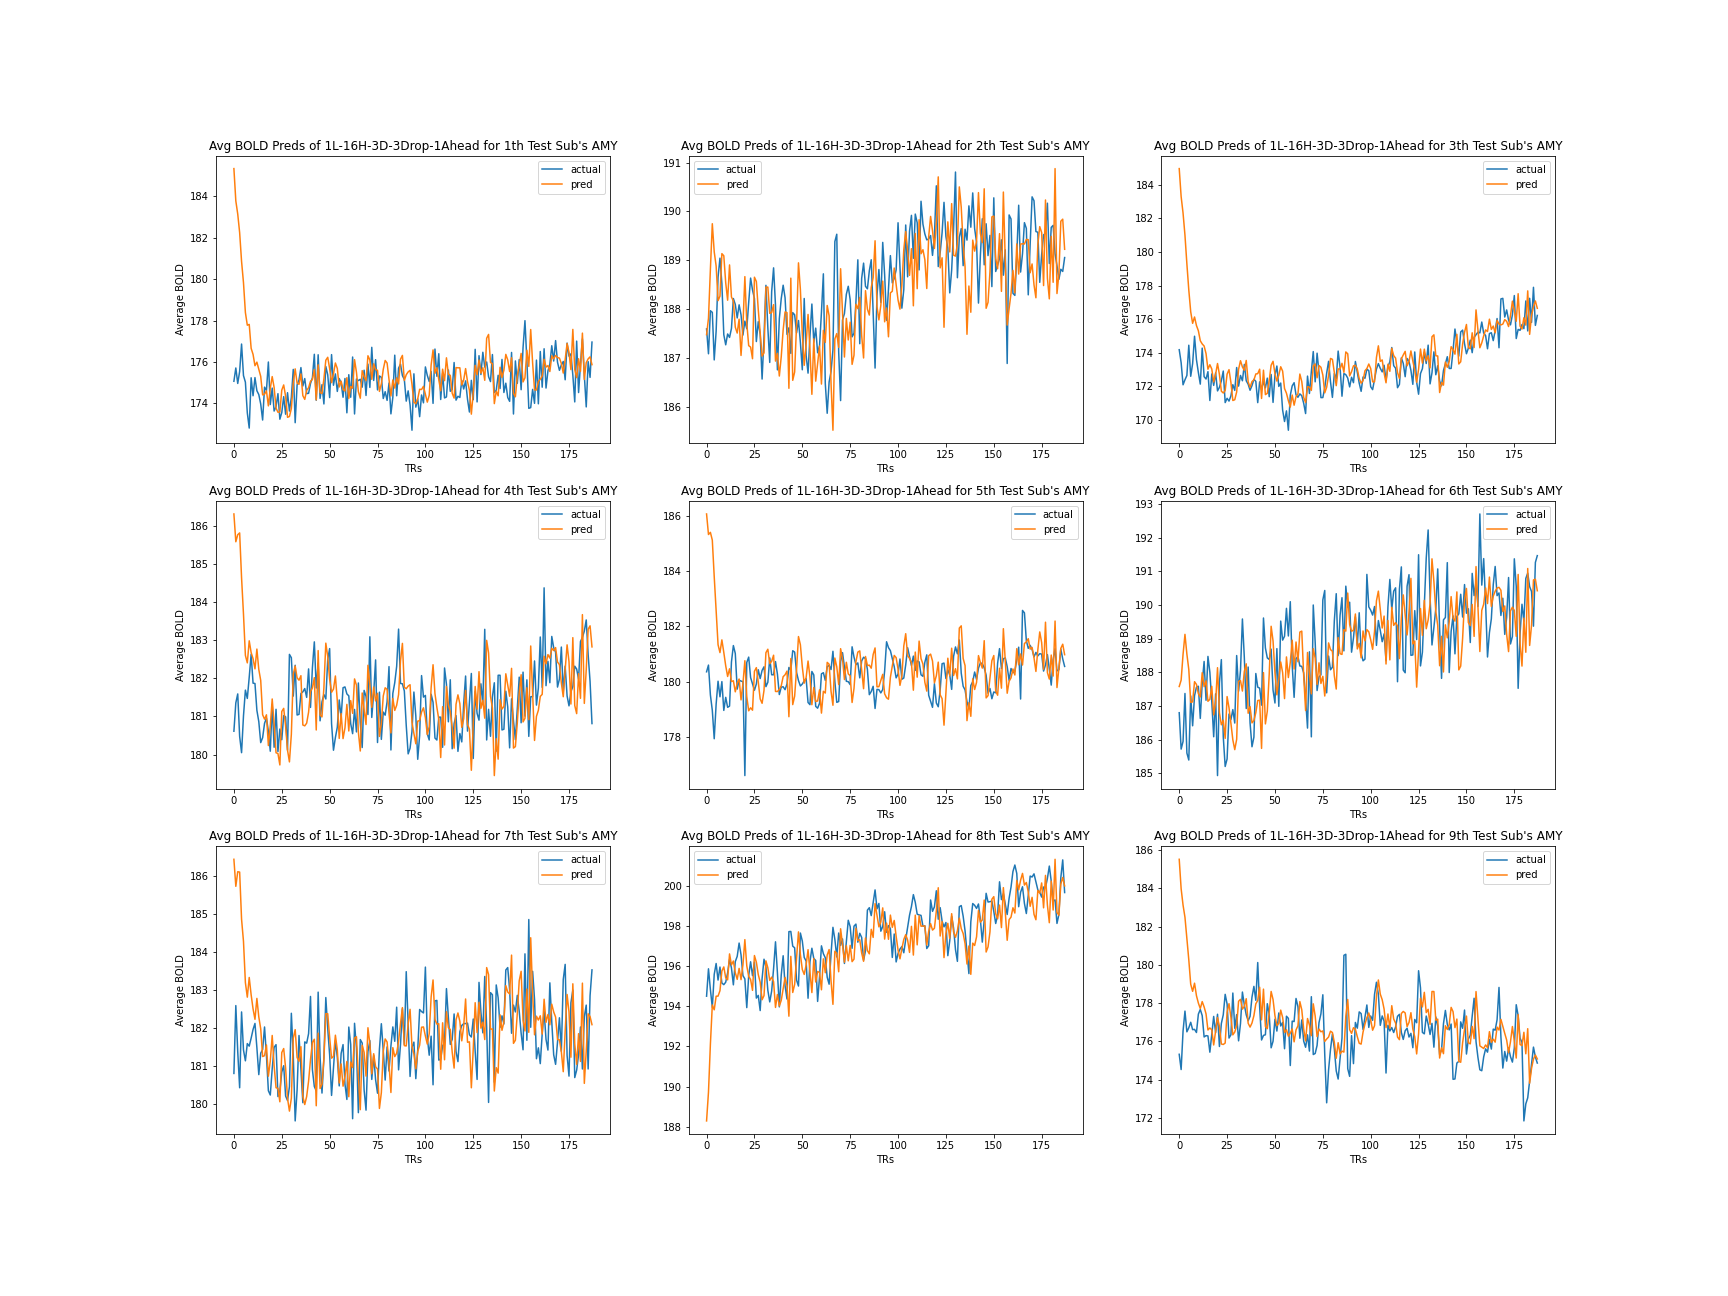 Avg BOLD Preds of 1L-16H-3D-3Drop-1Ahead for 1th Test Sub's AMY
actual
pred
Average BOLD
184
182
180
178
176
174
0 25 50 75 100 125 150 175
TRs
Avg BOLD Preds of 1L-16H-3D-3Drop-1Ahead for 2th Test Sub's AMY
actual
pred
Average BOLD
191
190
189
188
187
186
0 25 50 75 100 125 150 175
TRs
Avg BOLD Preds of 1L-16H-3D-3Drop-1Ahead for 3th Test Sub's AMY
actual
pred
Average BOLD
184
182
180
178
176
174
172
170
0 25 50 75 100 125 150 175
TRs
Avg BOLD Preds of 1L-16H-3D-3Drop-1Ahead for 4th Test Sub's AMY
actual
pred
Average BOLD
186
185
184
183
182
181
180
0 25 50 75 100 125 150 175
TRs
Avg BOLD Preds of 1L-16H-3D-3Drop-1Ahead for 5th Test Sub's AMY
actual
pred
Average BOLD
186
184
182
180
178
0 25 50 75 100 125 150 175
TRs
Avg BOLD Preds of 1L-16H-3D-3Drop-1Ahead for 6th Test Sub's AMY
actual
pred
Average BOLD
193
192
191
190
189
188
187
186
185
0 25 50 75 100 125 150 175
TRs
Avg BOLD Preds of 1L-16H-3D-3Drop-1Ahead for 7th Test Sub's AMY
actual
pred
Average BOLD
186
185
184
183
182
181
180
0 25 50 75 100 125 150 175
TRs
Avg BOLD Preds of 1L-16H-3D-3Drop-1Ahead for 8th Test Sub's AMY
actual
pred
Average BOLD
200
198
196
194
192
190
188
0 25 50 75 100 125 150 175
TRs
Avg BOLD Preds of 1L-16H-3D-3Drop-1Ahead for 9th Test Sub's AMY
actual
pred
Average BOLD
186
184
182
180
178
176
174
172
0 25 50 75 100 125 150 175
TRs